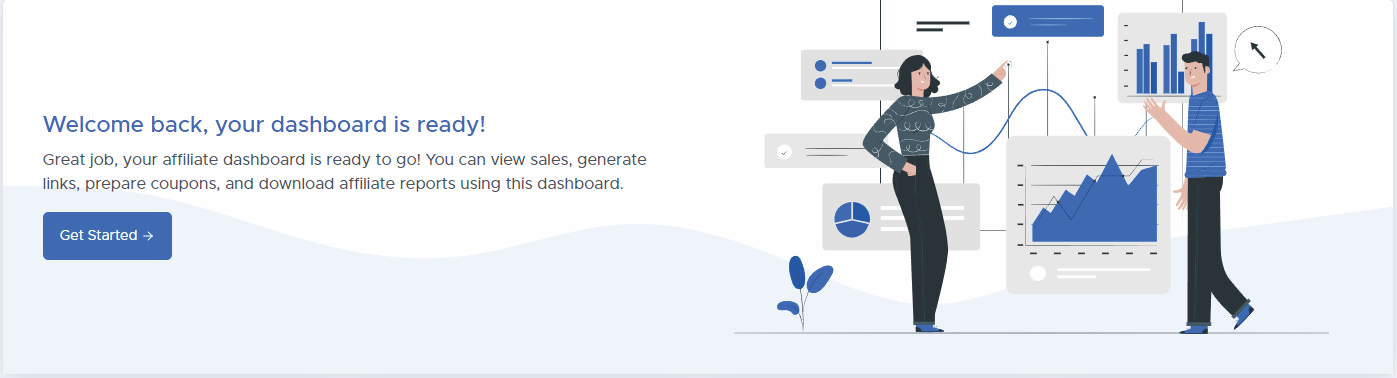 Welcome back, your dashboard is ready!
Great job, your affiliate dashboard is ready to go! You can view sales, generate
links, prepare coupons, and download affiliate reports using this dashboard.
Get Started →